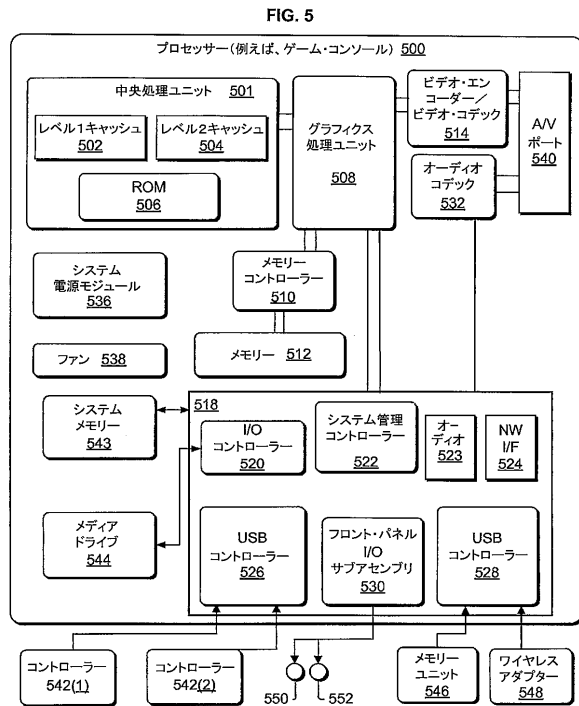 FIG. 5
プロセッサー(例えば、ゲーム・コンソール) 500
中央処理ユニット 501
レベル1キャッシュ
502
レベル2キャッシュ
504
ROM
506
グラフィクス
処理ユニット
508
ビデオ・エン
コーダー/
ビデオ・コデック
514
オーディオ
コデック
532
A/V
ポート
540
システム
電源モジュール
536
メモリー
コントローラー
510
ファン 538
メモリー 512
システム
メモリー
543
518
I/O
コントローラー
520
システム管理
コントローラー
522
オー
ディオ
523
NW
I/F
524
メディア
ドライブ
544
USB
コントローラー
526
フロント・パネル
I/O
サブアセンブリ
530
USB
コントローラー
528
コントローラー
542(1)
コントローラー
542(2)
550
552
メモリー
ユニット
546
ワイヤレス
アダプター
548